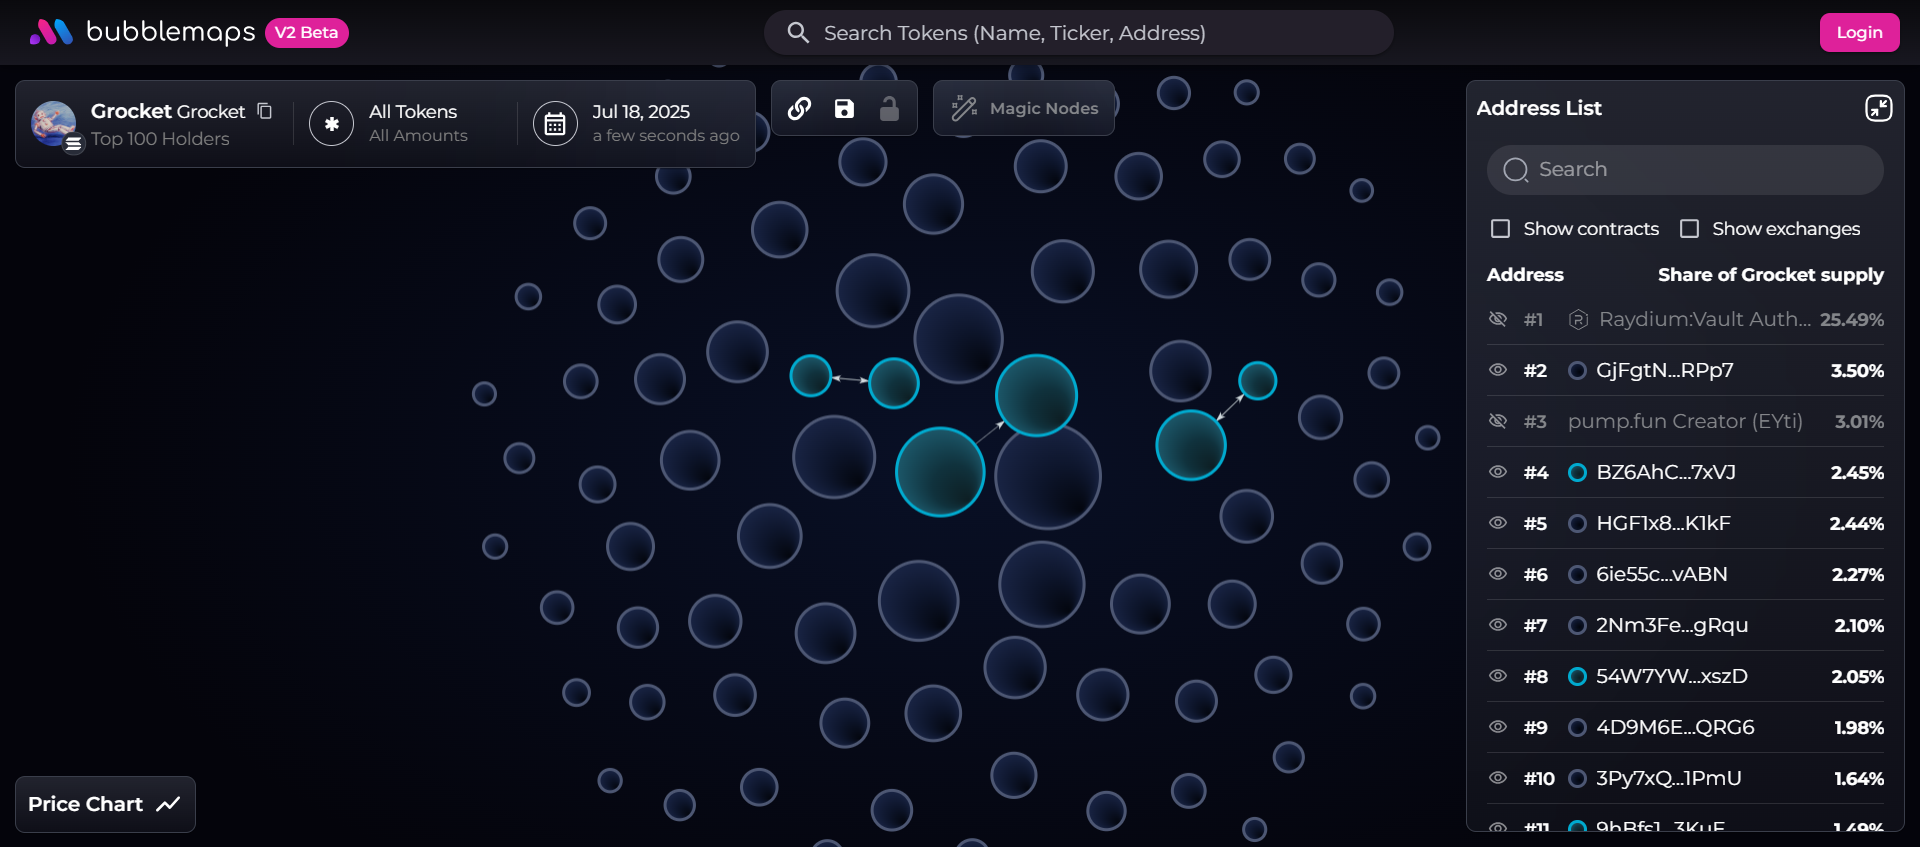 bubblemaps V2 Beta
Search Tokens (Name, Ticker, Address)
Login
Grocket Grocket
Top 100 Holders
All Tokens
All Amounts
Jul 18, 2025
a few seconds ago
Magic Nodes
Address List
Search
Show contracts Show exchanges
Address Share of Grocket supply
#1 Raydium:Vault Auth... 25.49%
#2 GjFgtN...RPp7 3.50%
#3 pump.fun Creator (EYti) 3.01%
#4 BZ6AhC...7xVJ 2.45%
#5 HGF1x8...K1kF 2.44%
#6 6ie55c...vABN 2.27%
#7 2Nm3Fe...gRqu 2.10%
#8 54W7YW...xszD 2.05%
#9 4D9M6E...QRG6 1.98%
#10 3Py7xQ...1PmU 1.64%
#11 1.49%
Price Chart